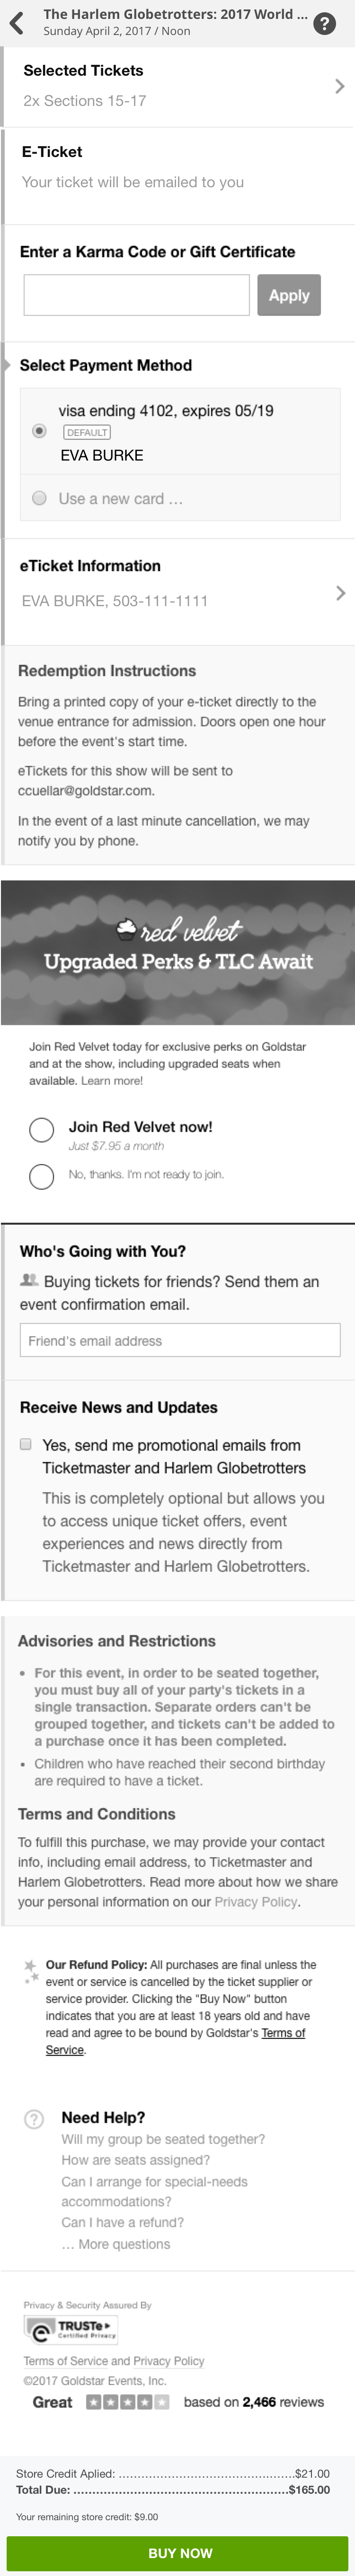 The Harlem Globetrotters: 2017 World ...
Sunday April 2, 2017 / Noon
?
Selected Tickets
2x Sections 15-17
E-Ticket
Your ticket will be emailed to you
Enter a Karma Code or Gift Certificate
Apply
Select Payment Method
visa ending 4102, expires 05/19
DEFAULT
EVA BURKE
Use a new card ...
eTicket Information
EVA BURKE, 503-111-1111
Redemption Instructions
Bring a printed copy of your e-ticket directly to the
venue entrance for admission. Doors open one hour
before the event's start time.
eTickets for this show will be sent to
ccuellar@goldstar.com.
In the event of a last minute cancellation, we may
notify you by phone.
red velvet
Upgraded Perks & TLC Await
Join Red Velvet today for exclusive perks on Goldstar
and at the show, including upgraded seats when
available. Learn more!
Join Red Velvet now!
Just $7.95 a month
No, thanks. I'm not ready to join.
Who's Going with You?
Buying tickets for friends? Send them an
event confirmation email.
Friend's email address
Receive News and Updates
Yes, send me promotional emails from
Ticketmaster and Harlem Globetrotters
This is completely optional but allows you
to access unique ticket offers, event
experiences and news directly from
Ticketmaster and Harlem Globetrotters.
Advisories and Restrictions
• For this event, in order to be seated together,
you must buy all of your party's tickets in a
single transaction. Separate orders can't be
grouped together, and tickets can't be added to
a purchase once it has been completed.
• Children who have reached their second birthday
are required to have a ticket.
Terms and Conditions
To fulfill this purchase, we may provide your contact
info, including email address, to Ticketmaster and
Harlem Globetrotters. Read more about how we share
your personal information on our Privacy Policy.
Our Refund Policy: All purchases are final unless the
event or service is cancelled by the ticket supplier or
service provider. Clicking the "Buy Now" button
indicates that you are at least 18 years old and have
read and agree to be bound by Goldstar's Terms of
Service.
? Need Help?
Will my group be seated together?
How are seats assigned?
Can I arrange for special-needs
accommodations?
Can I have a refund?
... More questions
Privacy & Security Assured By
TRUSTe
Certified Privacy
Terms of Service and Privacy Policy
©2017 Goldstar Events, Inc.
Great based on 2,466 reviews
Store Credit Aplied: ....................................................$21.00
Total Due: ..........................................................$165.00
Your remaining store credit: $9.00
BUY NOW